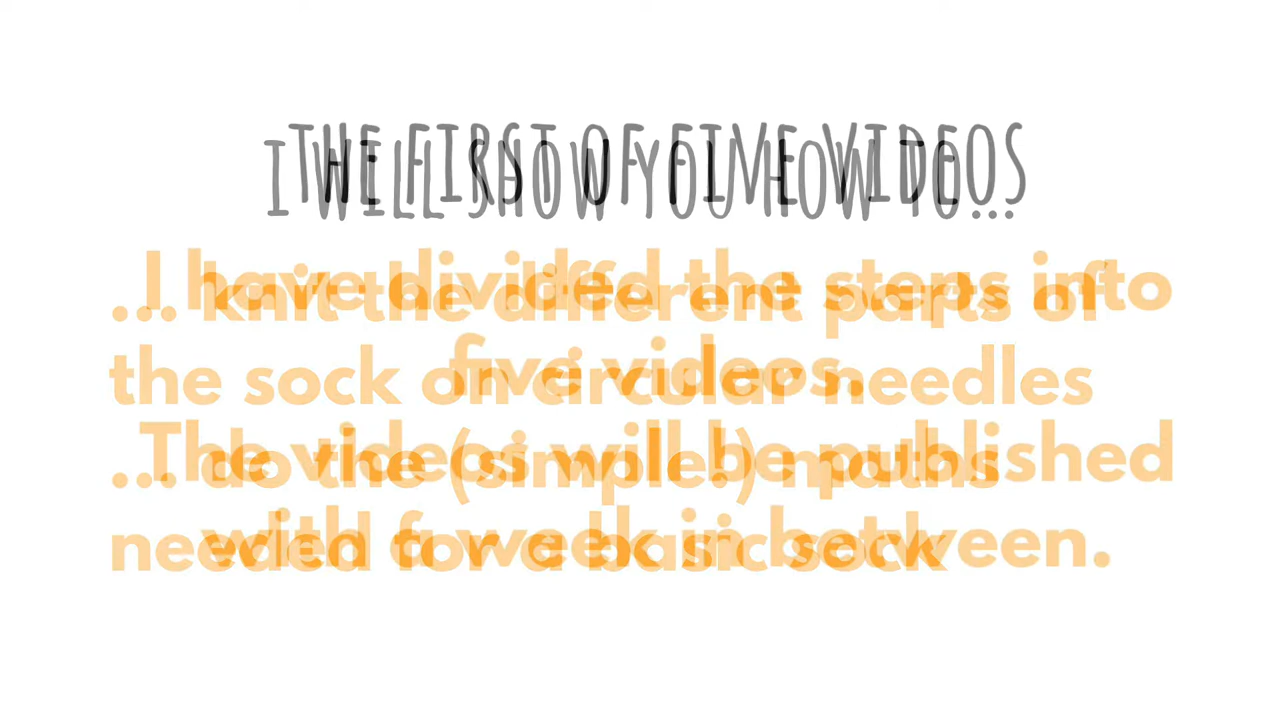 THE FIRST OF FIVE VIDEOS
I have divided the steps into
five videos.
The videos will be published
with a week in between.
I WILL SHOW YOU HOW TO...
... knit the different parts of
the sock on circular needles
... do the (simple!) maths
needed for a basic sock